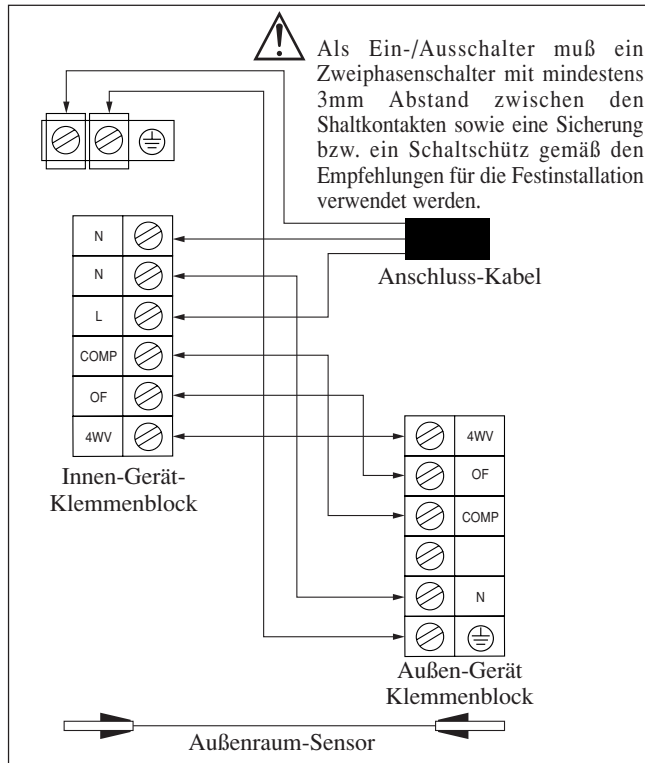 Als Ein-/Ausschalter muß ein
Zweiphasenschalter mit mindestens
3mm Abstand zwischen den
Shaltkontakten sowie eine Sicherung
bzw. ein Schaltschütz gemäß den
Empfehlungen für die Festinstallation
verwendet werden.
N
N
L
COMP
OF
4WV
Innen-Gerät-
Klemmenblock
Anschluss-Kabel
4WV
OF
COMP
N
Außen-Gerät
Klemmenblock
Außenraum-Sensor